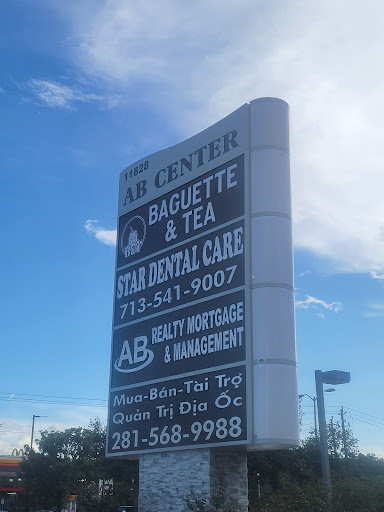 11828
AB CENTER
BAGUETTE
& TEA
STAR DENTAL CARE
713-541-9007
AB
REALTY MORTGAGE
& MANAGEMENT
Mua-Bán-Tài Trợ
Quản Trị Địa Ốc
281-568-9988